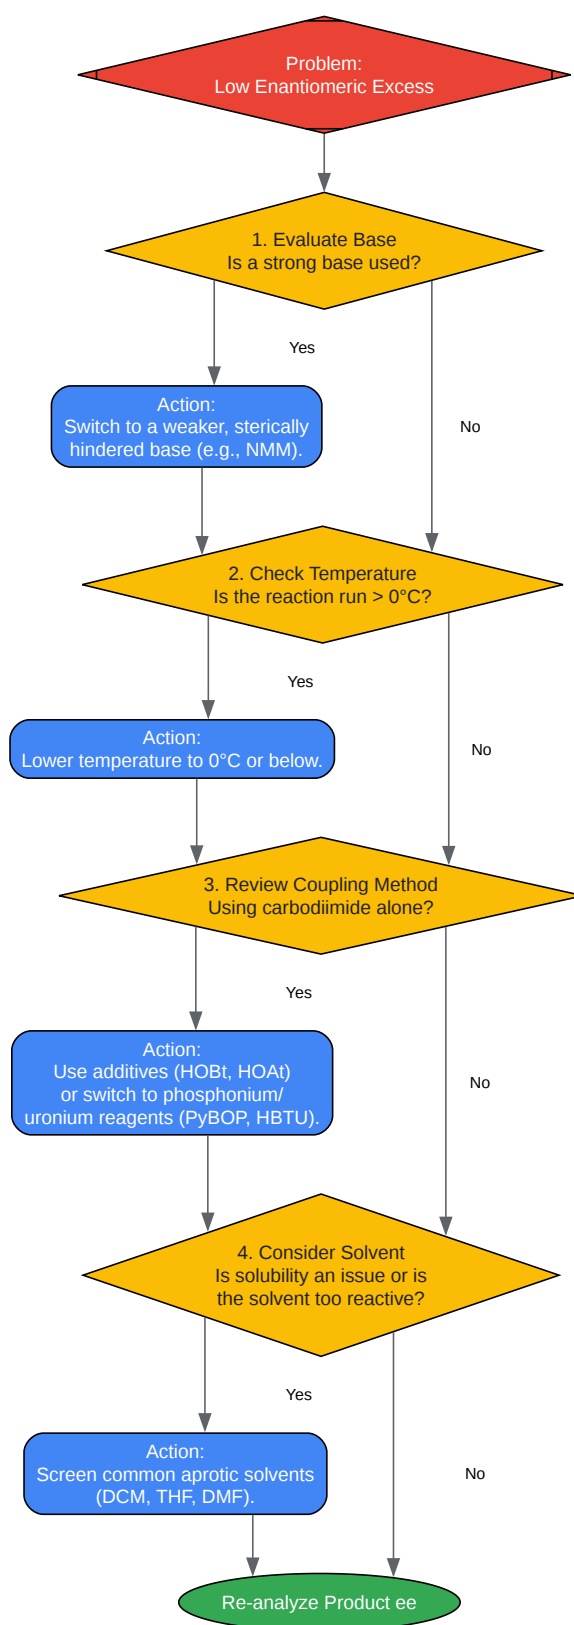 Problem:
Low Enantiomeric Excess
1. Evaluate Base
Is a strong base used?
Yes
No
Action:
Switch to a weaker, sterically
hindered base (e.g., NMM).
2. Check Temperature
Is the reaction run > 0°C?
Yes
No
Action:
Lower temperature to 0°C or below.
3. Review Coupling Method
Using carbodiimide alone?
Yes
No
Action:
Use additives (HOBt, HOAt)
or switch to phosphonium/
uronium reagents (PyBOP, HBTU).
4. Consider Solvent
Is solubility an issue or is
the solvent too reactive?
Yes
No
Action:
Screen common aprotic solvents
(DCM, THF, DMF).
Re-analyze Product ee